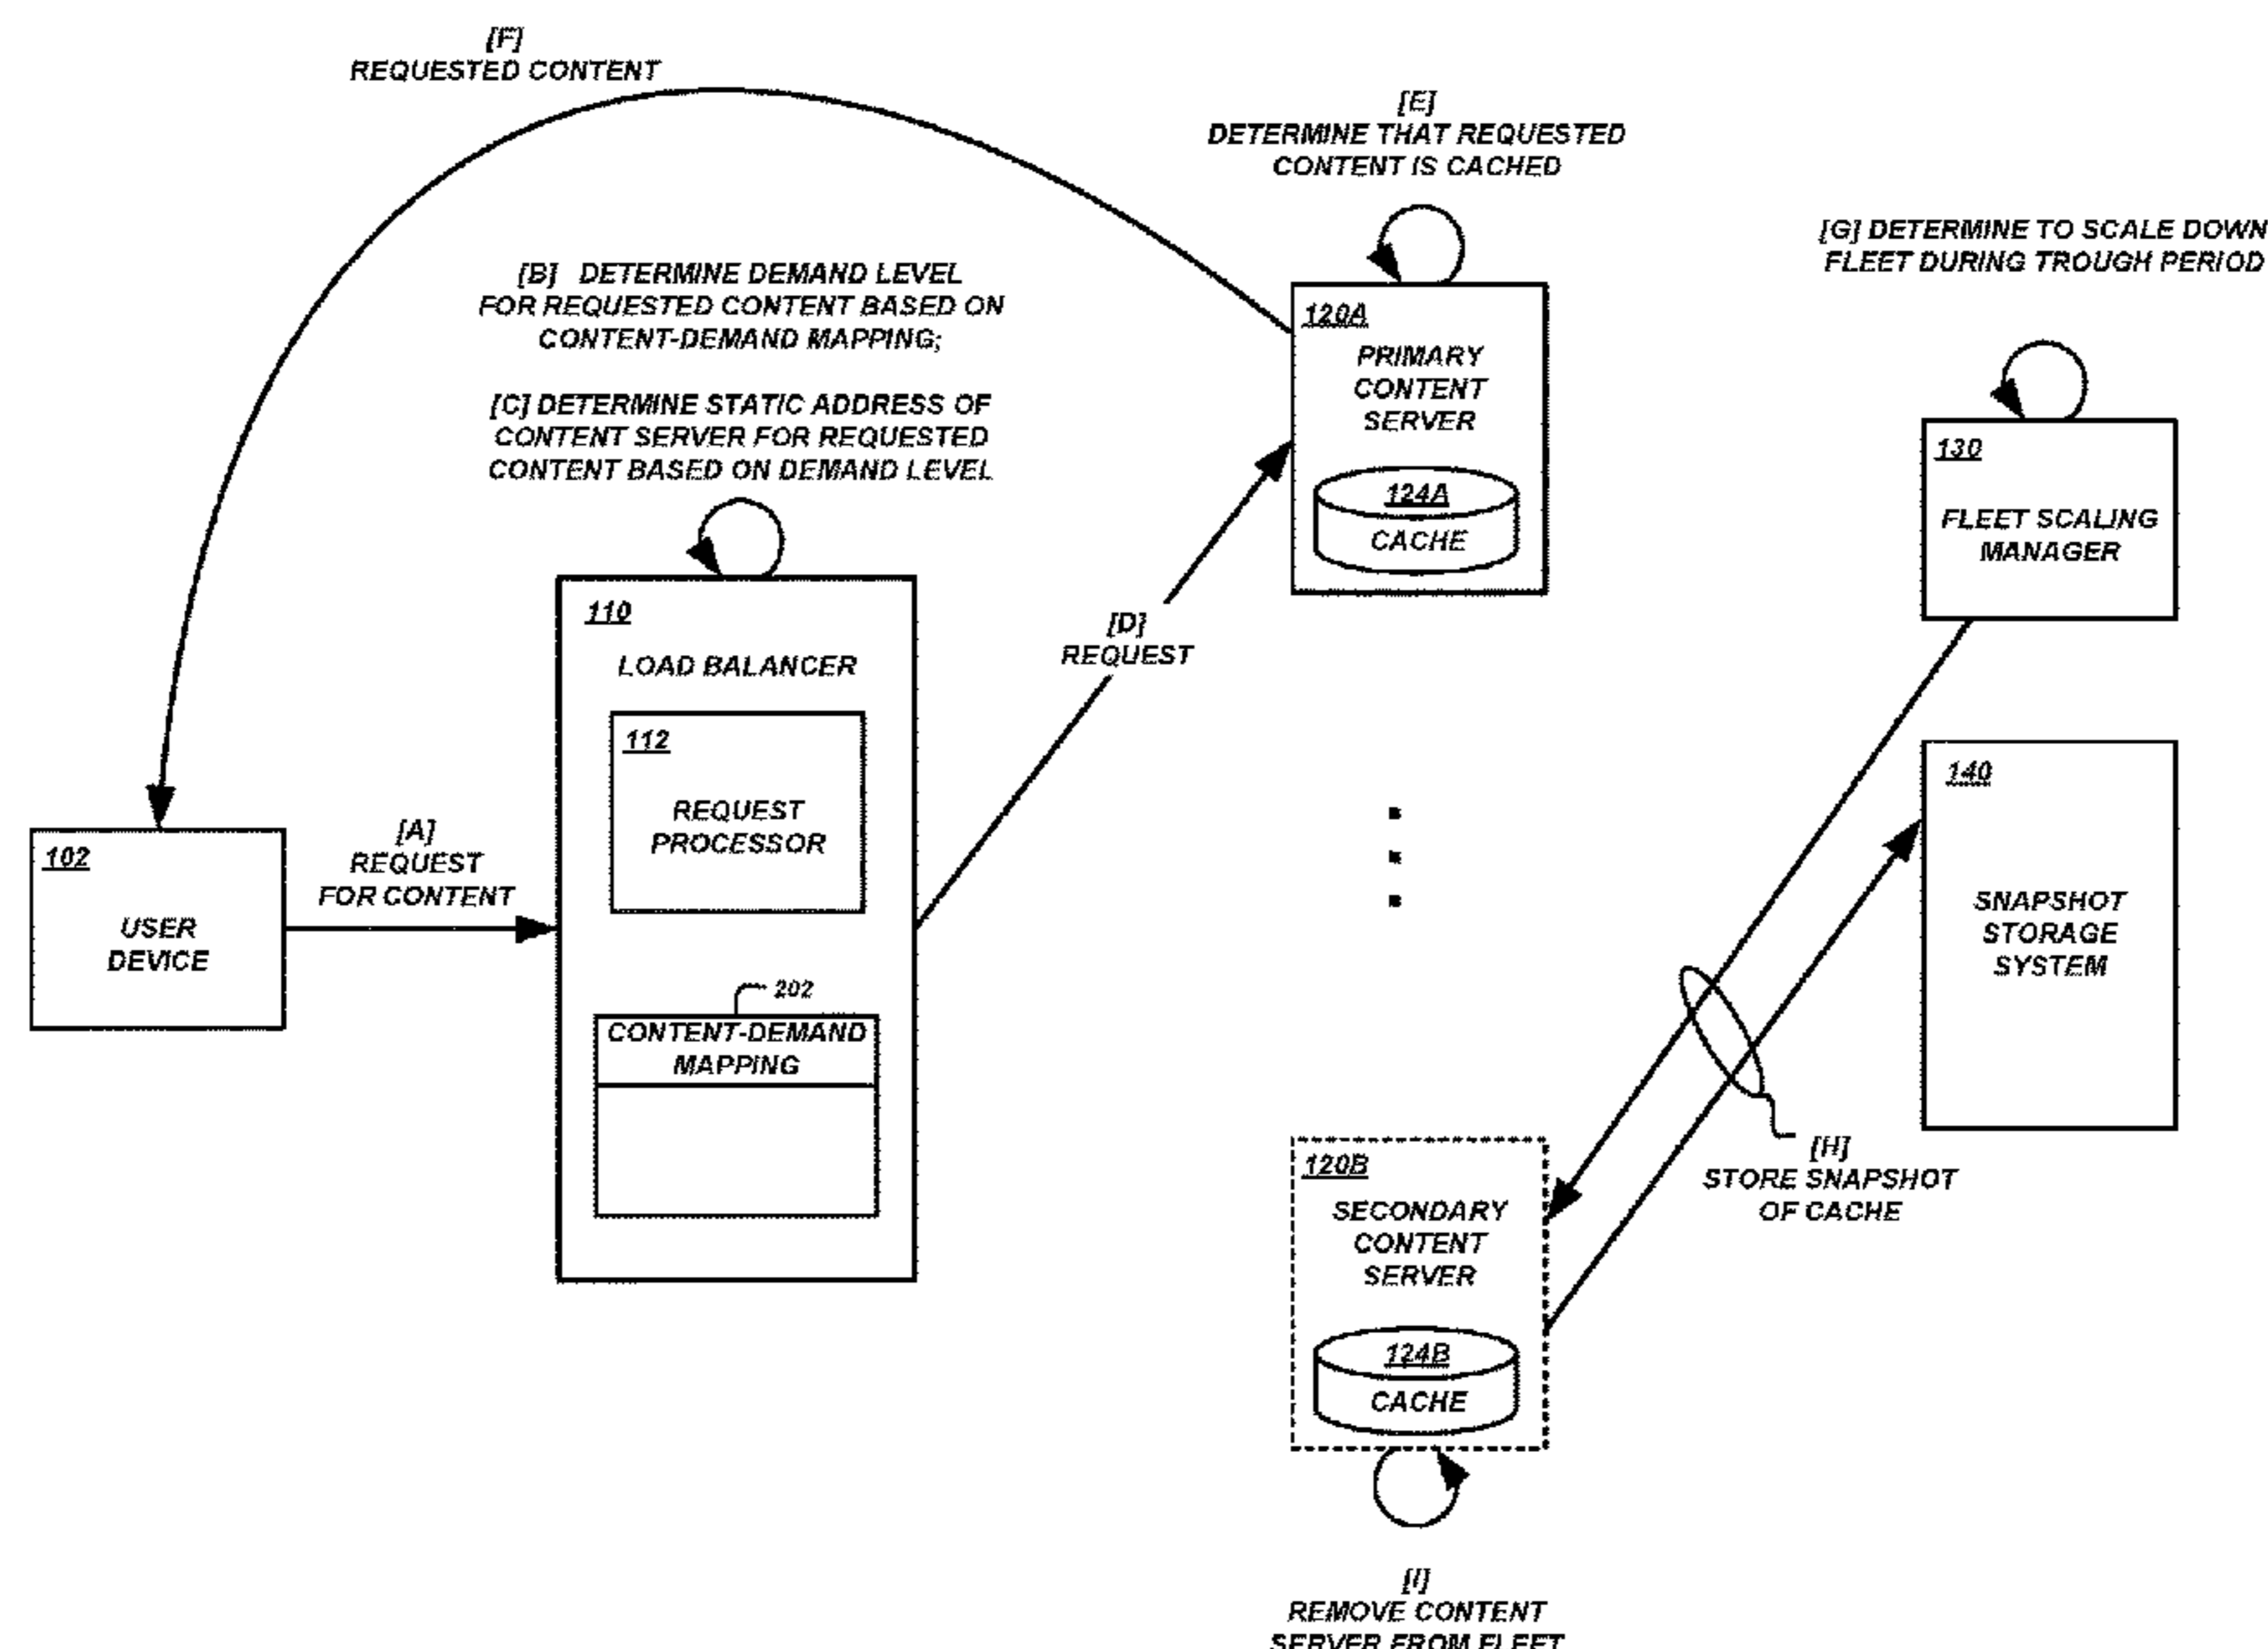 [F]
REQUESTED CONTENT
[E]
DETERMINE THAT REQUESTED
CONTENT IS CACHED
[G] DETERMINE TO SCALE DOWN
FLEET DURING TROUGH PERIOD
[B] DETERMINE DEMAND LEVEL
FOR REQUESTED CONTENT BASED ON
CONTENT-DEMAND MAPPING;
[C] DETERMINE STATIC ADDRESS OF
CONTENT SERVER FOR REQUESTED
CONTENT BASED ON DEMAND LEVEL
120A
PRIMARY
CONTENT
SERVER
124A
CACHE
130
FLEET SCALING
MANAGER
110
LOAD BALANCER
112
REQUEST
PROCESSOR
[D]
REQUEST
140
SNAPSHOT
STORAGE
SYSTEM
102
USER
DEVICE
[A]
REQUEST
FOR CONTENT
202
CONTENT-DEMAND
MAPPING
[H]
STORE SNAPSHOT
OF CACHE
120B
SECONDARY
CONTENT
SERVER
124B
CACHE
[I]
REMOVE CONTENT
SERVER FROM FLEET